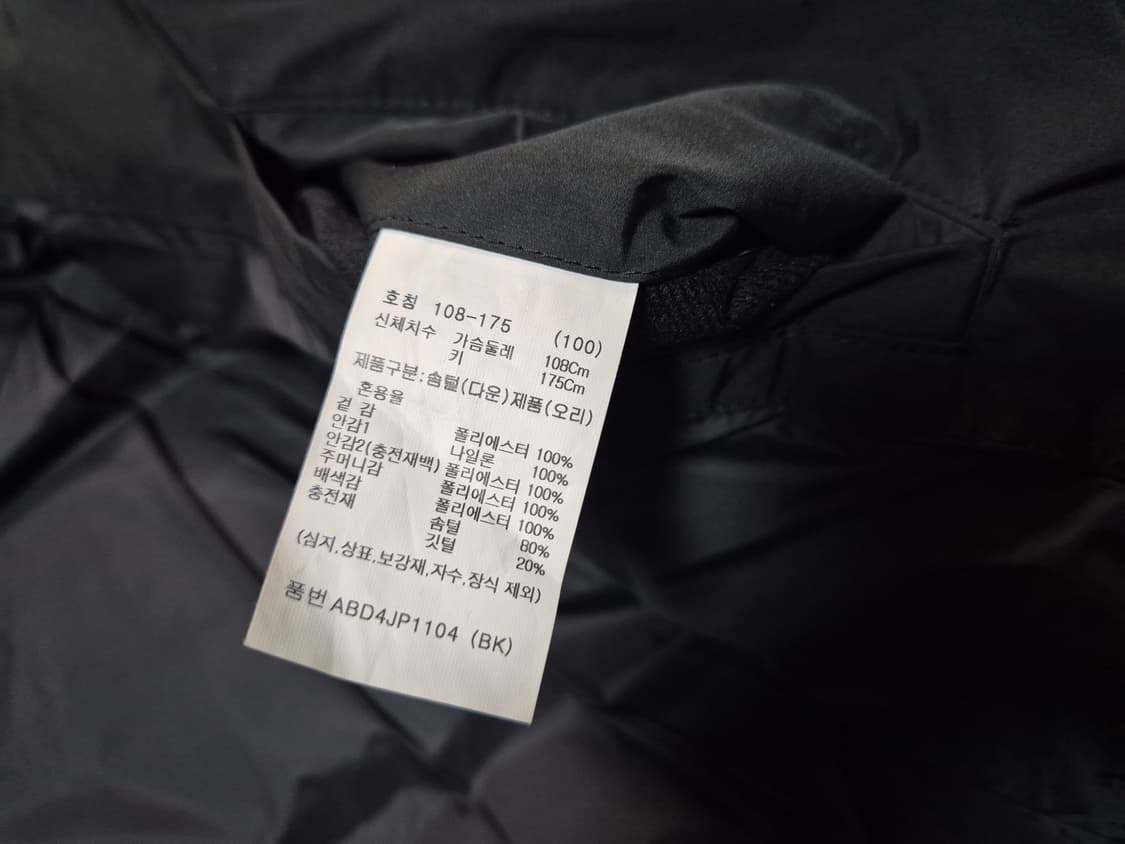 호칭 108-175 (100)
신체치수 가슴둘레 108Cm
키 175Cm
제품구분:솜털(다운)제품(오리)
혼용율
겉 감 폴리에스터 100%
안감1 나일론 100%
안감2(충전재백) 폴리에스터 100%
주머니감 폴리에스터 100%
배색감 폴리에스터 100%
충전재 솜털 80%
깃털 20%
(심지,상표,보강재,자수,장식 제외)
품번 ABD4JP1104 (BK)